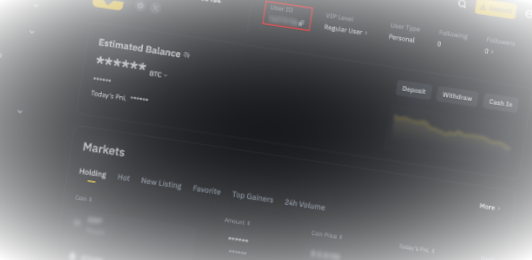 User ID
VIP Level
Regular User >
User Type
Personal
Following
0
Followers
0 >
Estimated Balance
****** BTC
******
Today's PnL ******
Deposit
Withdraw
Cash In
Markets
Holding Hot New Listing Favorite Top Gainers 24h Volume
More >
Coin
Amount
Coin Price
Today's PnL
******
******